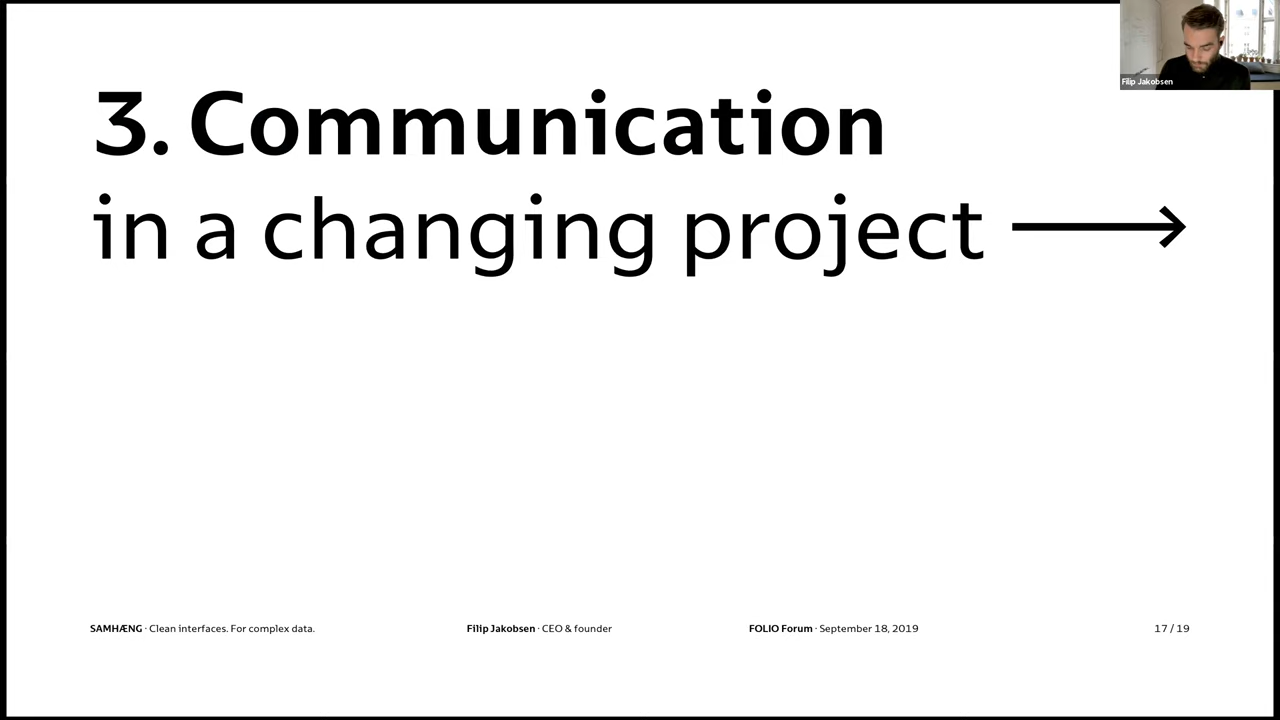 3. Communication
in a changing project →
SAMHÆNG · Clean interfaces. For complex data.
Filip Jakobsen · CEO & founder
FOLIO Forum · September 18, 2019
17 / 19
Filip Jakobsen